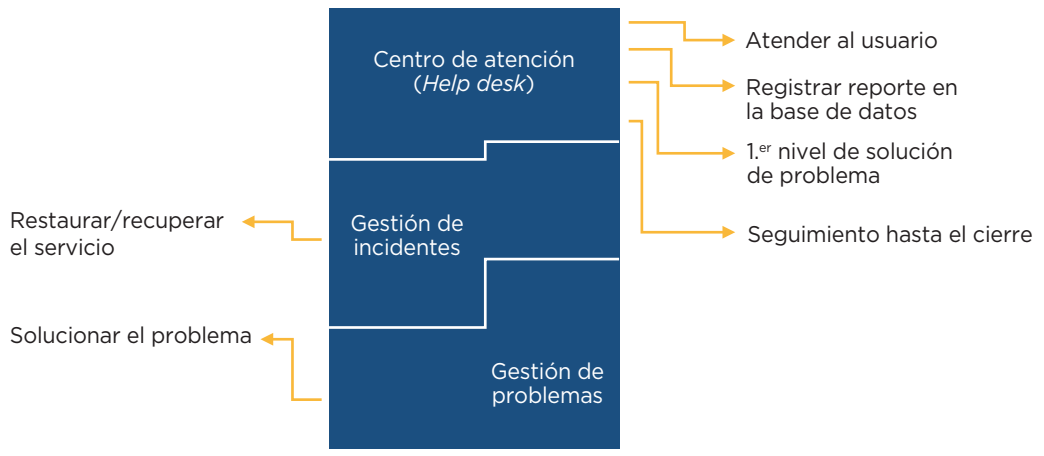 Centro de atención
(Help desk)
Atender al usuario
Registrar reporte en
la base de datos
1.er nivel de solución
de problema
Seguimiento hasta el cierre
Restaurar/recuperar
el servicio
Gestión de
incidentes
Solucionar el problema
Gestión de
problemas